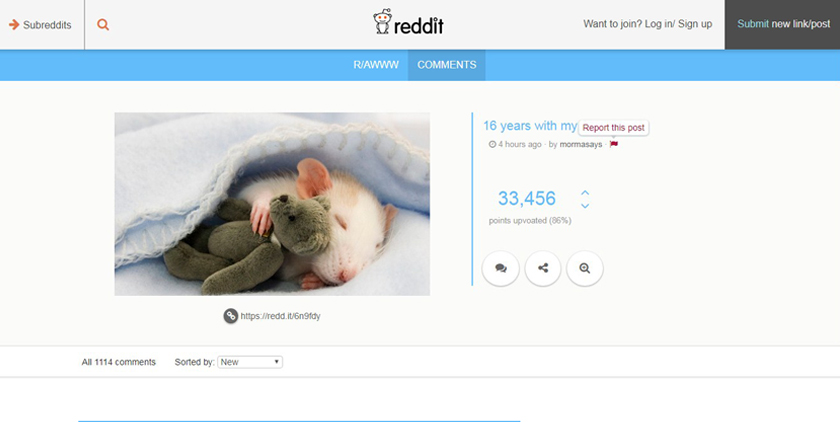 Subreddits
reddit
Want to join? Log in/ Sign up
Submit new link/post
R/AWWW
COMMENTS
16 years with my
Report this post
4 hours ago · by mormasays ·
33,456
points upvoated (86%)
https://redd.it/6n9fdy
All 1114 comments
Sorted by: New